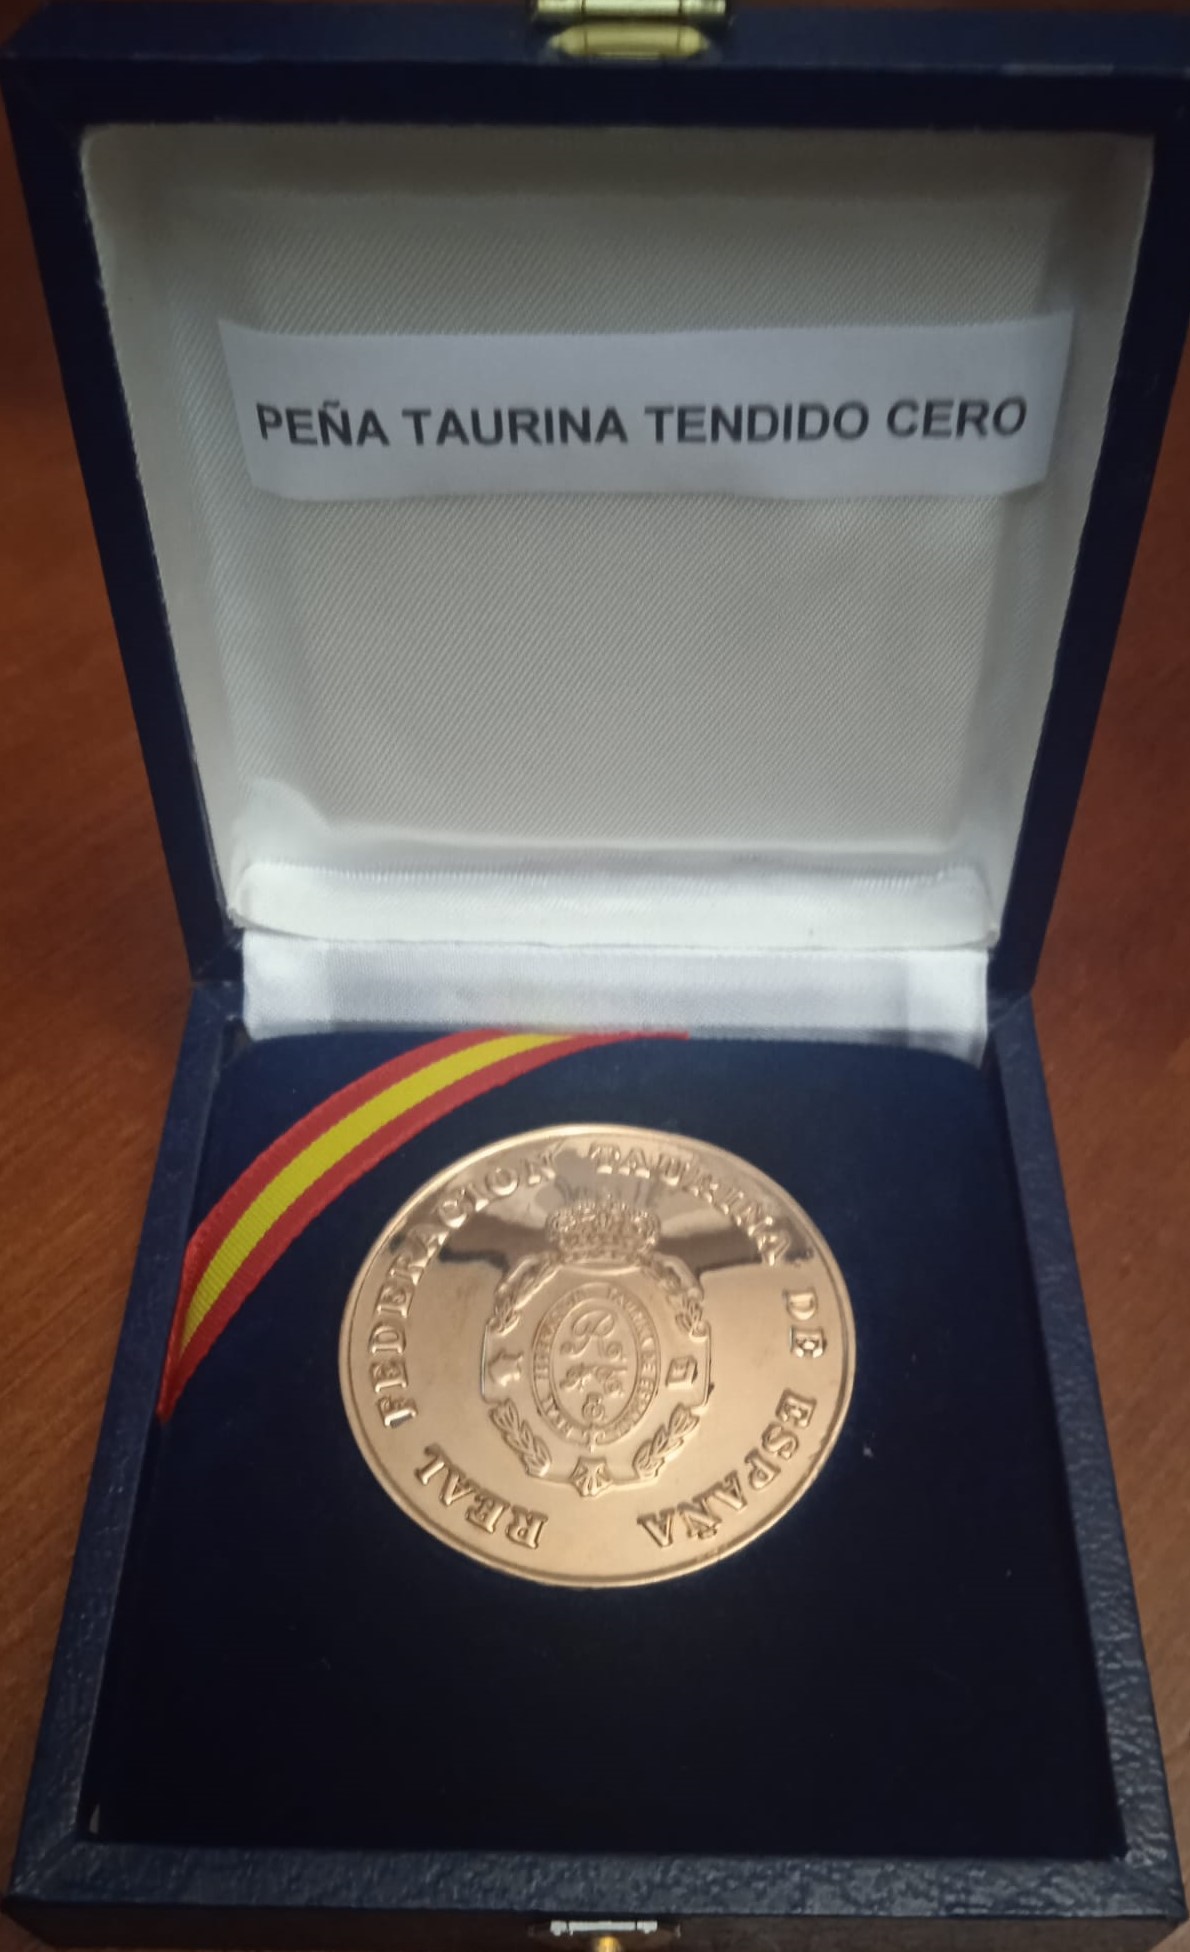 PEÑA TAURINA TENDIDO CERO
REAL FEDERACION TAURINA DE ESPAÑA